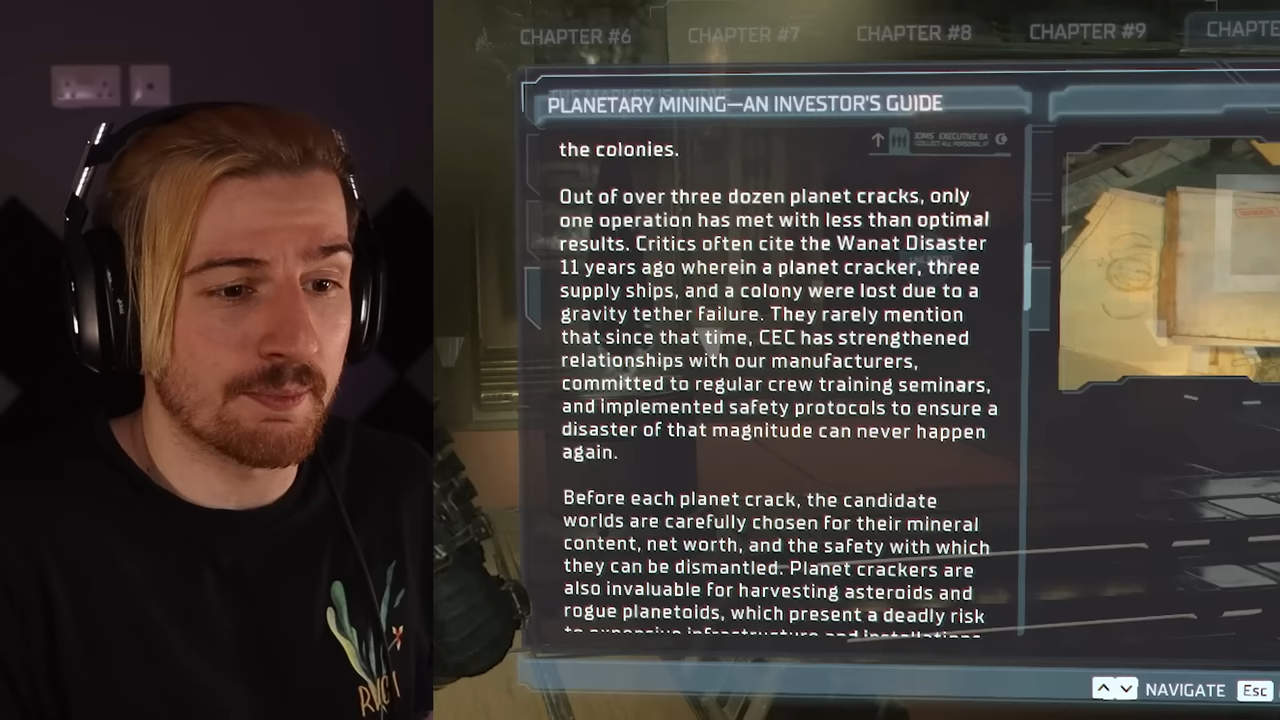 CHAPTER #6
CHAPTER #7
CHAPTER #8
CHAPTER #9
CHAPTE
PLANETARY MINING—AN INVESTOR'S GUIDE
the colonies.
Out of over three dozen planet cracks, only
one operation has met with less than optimal
results. Critics often cite the Wanat Disaster
11 years ago wherein a planet cracker, three
supply ships, and a colony were lost due to a
gravity tether failure. They rarely mention
that since that time, CEC has strengthened
relationships with our manufacturers,
committed to regular crew training seminars,
and implemented safety protocols to ensure a
disaster of that magnitude can never happen
again.
Before each planet crack, the candidate
worlds are carefully chosen for their mineral
content, net worth, and the safety with which
they can be dismantled. Planet crackers are
also invaluable for harvesting asteroids and
rogue planetoids, which present a deadly risk
to expensive infrastructure and installations
NAVIGATE Esc